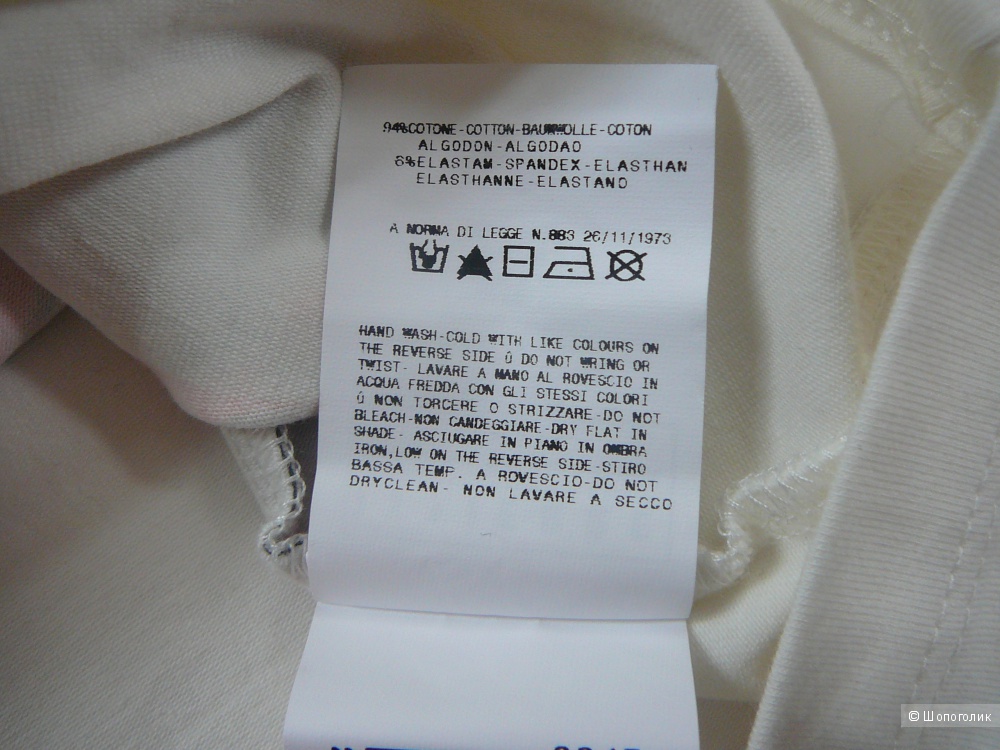 94%COTONE-COTTON-BAUMWOLLE-COTON
ALGODON-ALGODAO
6%ELASTAM-SPANDEX-ELASTHAN
ELASTHANNE-ELASTANO
A NORMA DI LEGGE N.883 26/11/1973
HAND WASH-COLD WITH LIKE COLOURS ON
THE REVERSE SIDE Û DO NOT WRING OR
TWIST- LAVARE A MANO AL ROVESCIO IN
ACQUA FREDDA CON GLI STESSI COLORI
Û NON TORCERE O STRIZZARE-DO NOT
BLEACH-NON CANDEGGIARE-DRY FLAT IN
SHADE- ASCIUGARE IN PIANO IN OMBRA
IRON,LOW ON THE REVERSE SIDE-STIRO
BASSA TEMP. A ROVESCIO-DO NOT
DRYCLEAN- NON LAVARE A SECCO
© Шопоголик